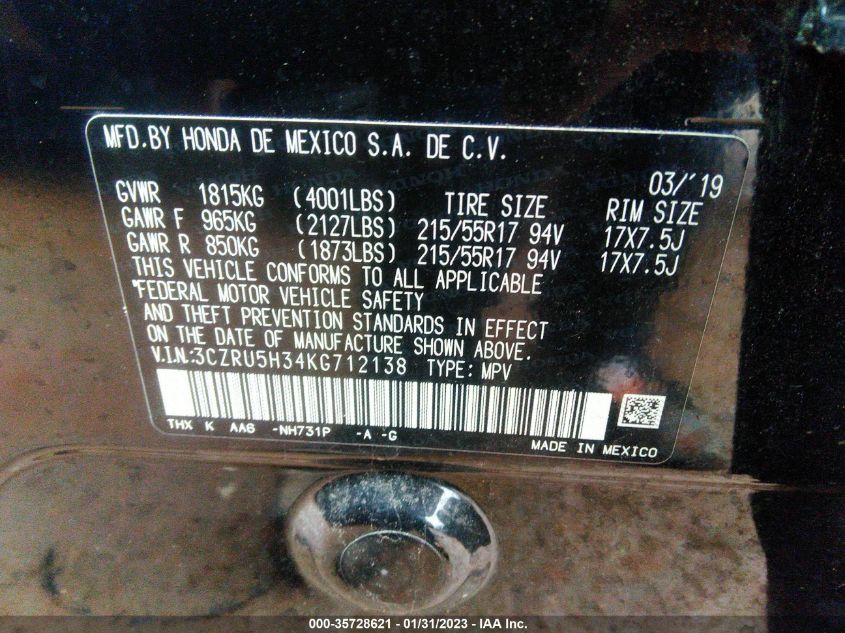 MFD.BY HONDA DE MEXICO S.A. DE C.V.
03/'19
GVWR 1815KG (4001LBS) TIRE SIZE RIM SIZE
GAWR F 965KG (2127LBS) 215/55R17 94V 17X7.5J
GAWR R 850KG (1873LBS) 215/55R17 94V 17X7.5J
THIS VEHICLE CONFORMS TO ALL APPLICABLE
FEDERAL MOTOR VEHICLE SAFETY
AND THEFT PREVENTION STANDARDS IN EFFECT
ON THE DATE OF MANUFACTURE SHOWN ABOVE.
V.I.N:3CZRU5H34KG712138 TYPE: MPV
THX K AA6 -NH731P -A -G
MADE IN MEXICO
000-35728621 - 01/31/2023 - IAA Inc.